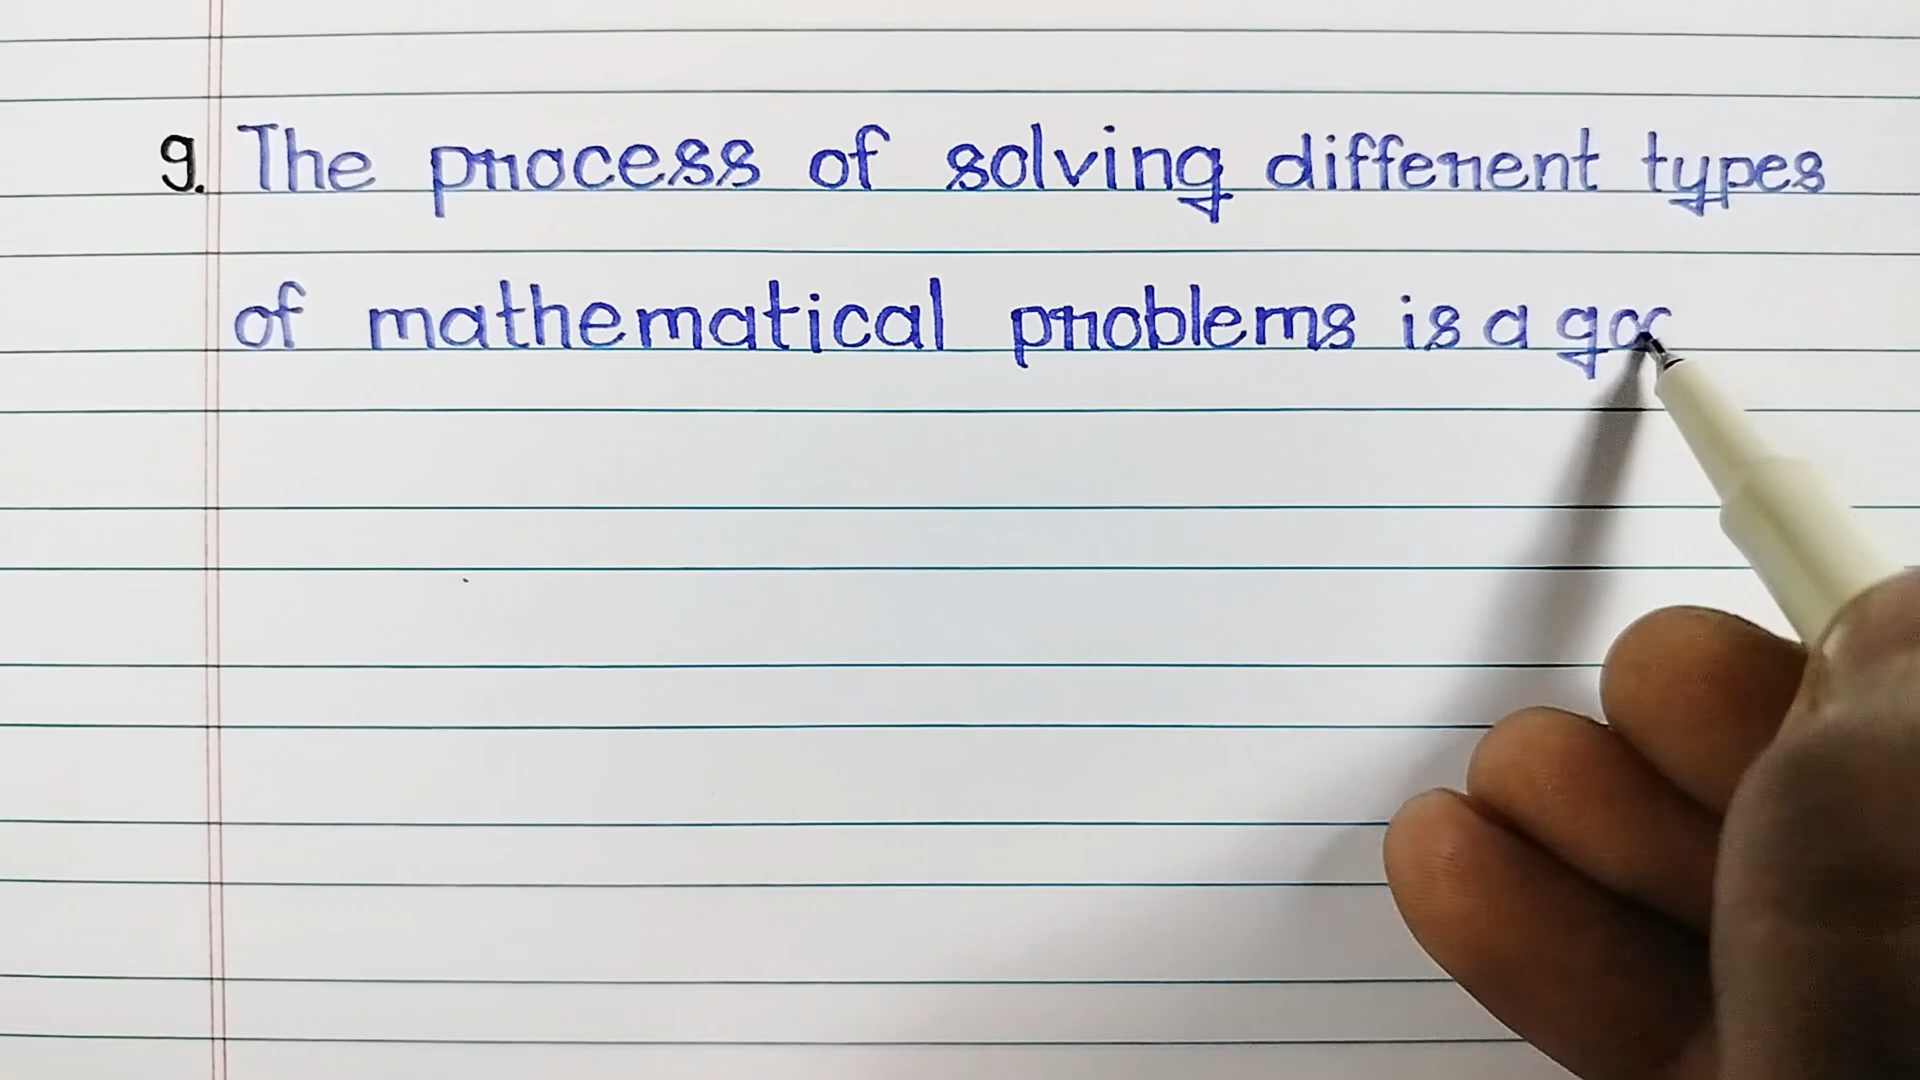 9. The process of solving different types
of mathematical problems is a